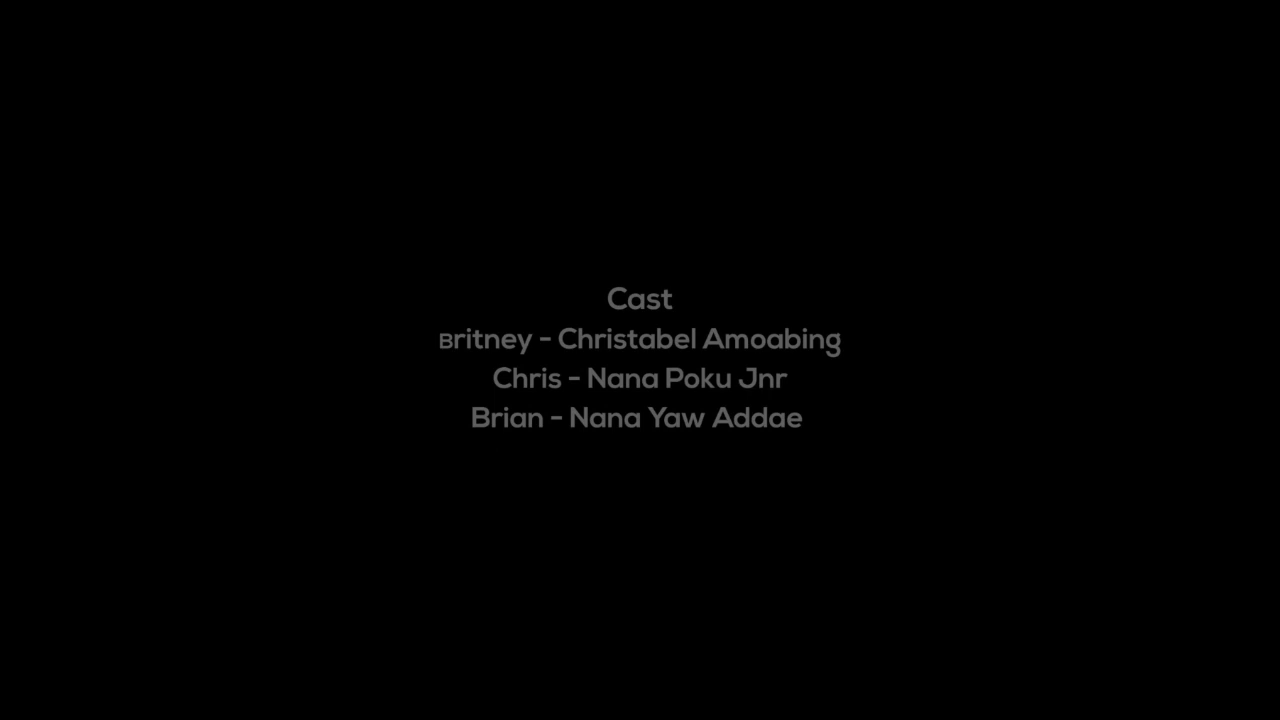 Cast
Britney - Christabel Amoabing
Chris - Nana Poku Jnr
Brian - Nana Yaw Addae